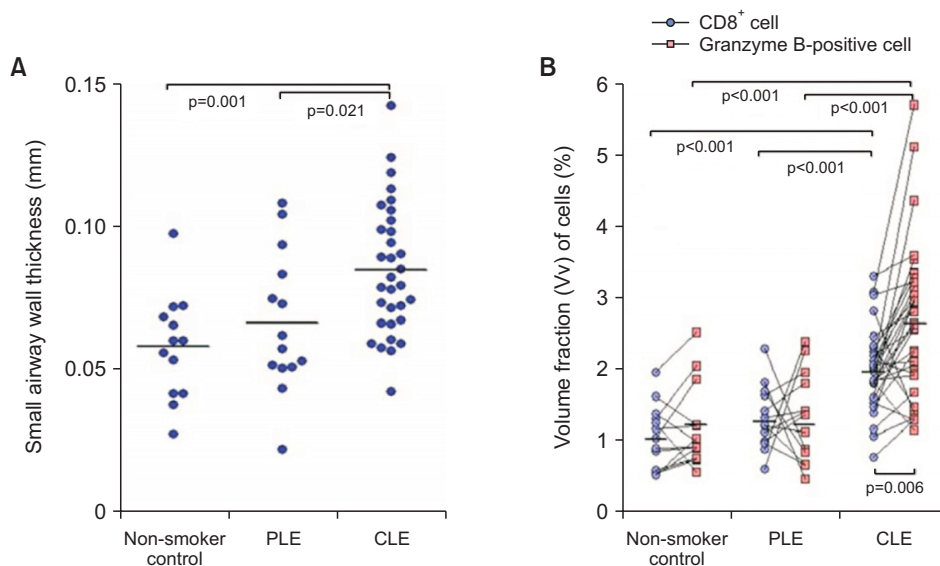 CD8⁺ cell
Granzyme B-positive cell
A
0.15
0.10
0.05
0
Small airway wall thickness (mm)
p=0.001
p=0.021
Non-smoker
control
PLE
CLE
B
6
5
4
3
2
1
0
Volume fraction (Vv) of cells (%)
p<0.001
p<0.001
p<0.001
p<0.001
p=0.006
Non-smoker
control
PLE
CLE